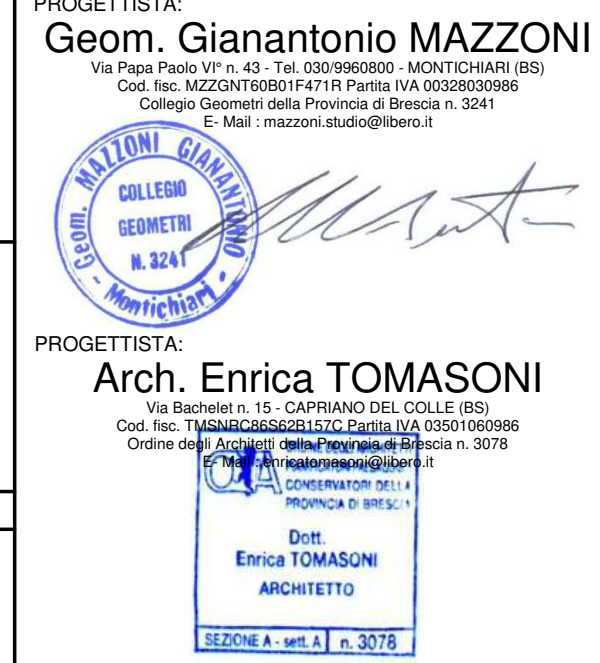 PROGETTISTA:
Geom. Gianantonio MAZZONI
Via Papa Paolo VI° n. 43 - Tel. 030/9960800 - MONTICHIARI (BS)
Cod. fisc. MZZGNT60B01F471R Partita IVA 00328030986
Collegio Geometri della Provincia di Brescia n. 3241
E- Mail : mazzoni.studio@libero.it
Geom. MAZZONI GIANANTONIO
COLLEGIO
GEOMETRI
N. 3241
- Montichiari -
PROGETTISTA:
Arch. Enrica TOMASONI
Via Bachelet n. 15 - CAPRIANO DEL COLLE (BS)
Cod. fisc. TMSNRC86S62B157C Partita IVA 03501060986
Ordine degli Architetti della Provincia di Brescia n. 3078
E- Mail : enricatomasoni@libero.it
CONSERVATORI DELLA
PROVINCIA DI BRESCIA
Dott.
Enrica TOMASONI
ARCHITETTO
SEZIONE A - sett. A n. 3078